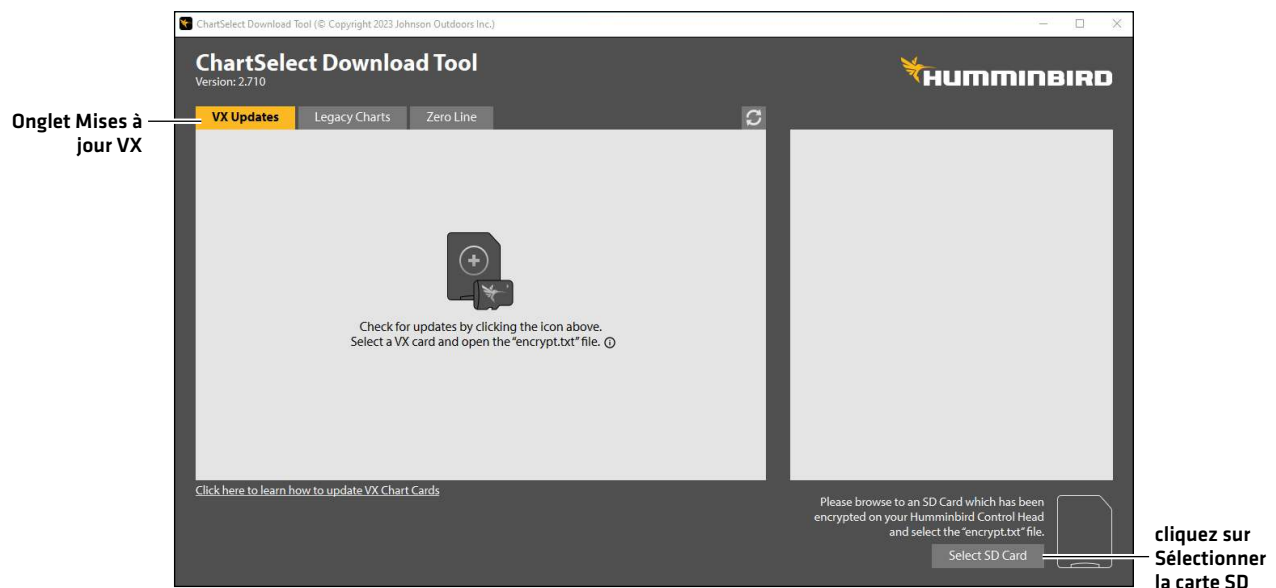 ChartSelect Download Tool (© Copyright 2023 Johnson Outdoors Inc.)
ChartSelect Download Tool
Version: 2.710
HUMMINBIRD
Onglet Mises à
jour VX
VX Updates
Legacy Charts
Zero Line
Check for updates by clicking the icon above.
Select a VX card and open the “encrypt.txt” file.
Click here to learn how to update VX Chart Cards
Please browse to an SD Card which has been
encrypted on your Humminbird Control Head
and select the “encrypt.txt” file.
Select SD Card
cliquez sur
Sélectionner
la carte SD